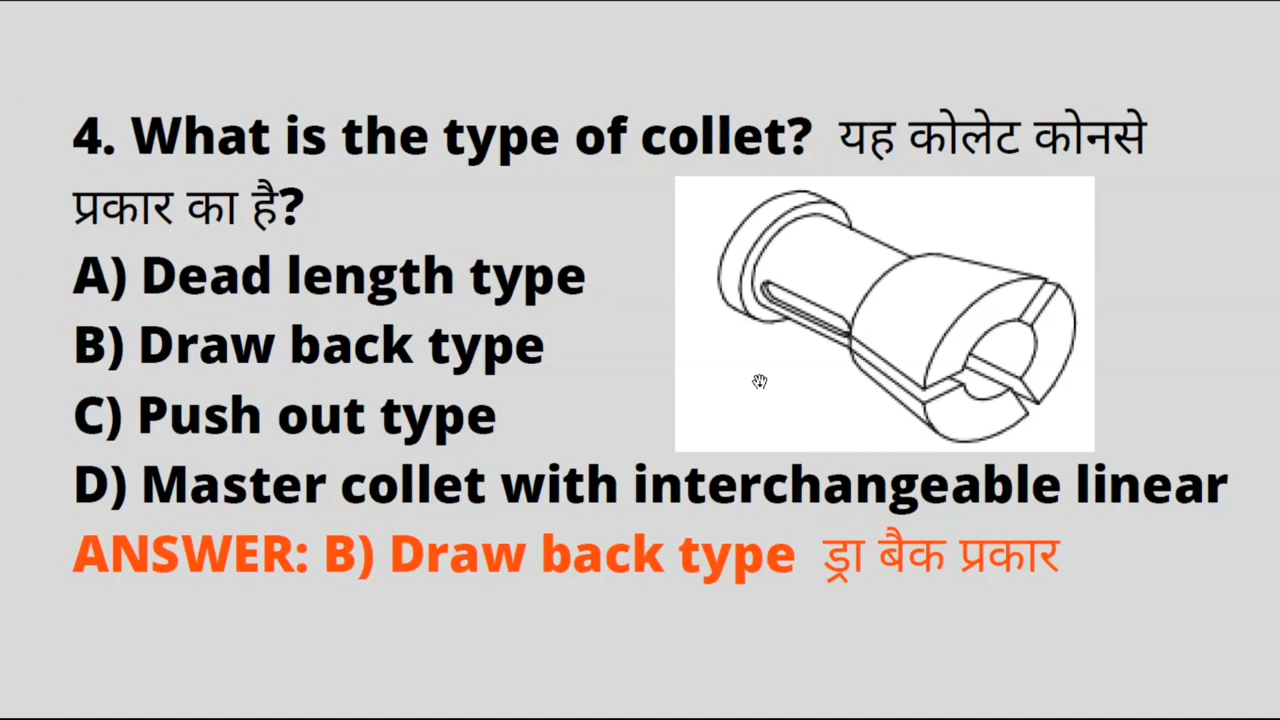 4. What is the type of collet? यह कोलेट कोनसे
प्रकार का है?
A) Dead length type
B) Draw back type
C) Push out type
D) Master collet with interchangeable linear
ANSWER: B) Draw back type ड्रा बैक प्रकार